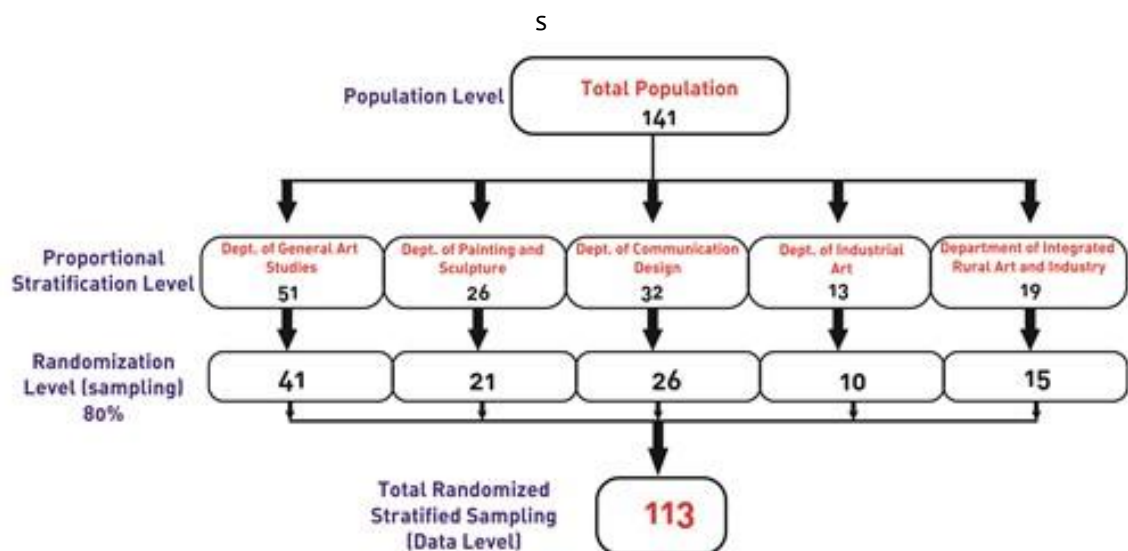 S
Population Level
Total Population
141
Proportional
Stratification Level
Dept. of General Art
Studies
51
Dept. of Painting and
Sculpture
26
Dept. of Communication
Design
32
Dept. of Industrial
Art
13
Department of Integrated
Rural Art and Industry
19
Randomization
Level (sampling)
80%
41
21
26
10
15
Total Randomized
Stratified Sampling
(Data Level)
113